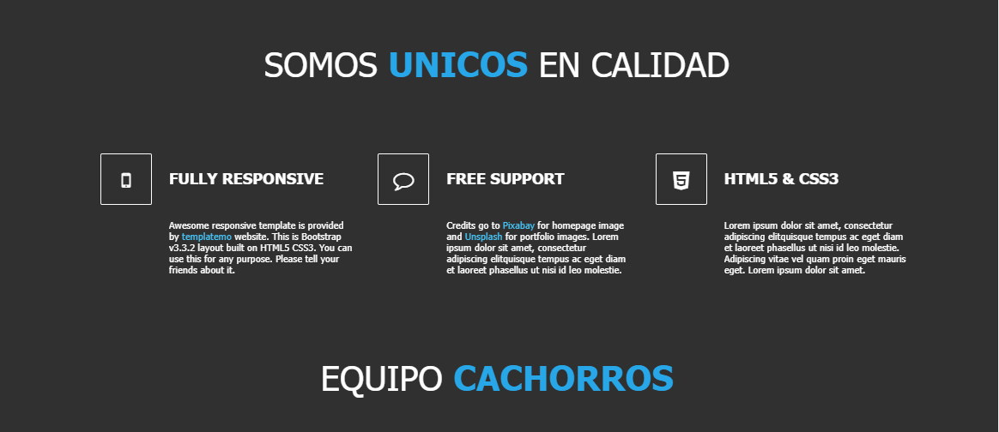 SOMOS UNICOS EN CALIDAD
FULLY RESPONSIVE
Awesome responsive template is provided
by templatemo website. This is Bootstrap
v3.3.2 layout built on HTML5 CSS3. You can
use this for any purpose. Please tell your
friends about it.
FREE SUPPORT
Credits go to Pixabay for homepage image
and Unsplash for portfolio images. Lorem
ipsum dolor sit amet, consectetur
adipiscing elitquisque tempus ac eget diam
et laoreet phasellus ut nisi id leo molestie.
HTML5 & CSS3
Lorem ipsum dolor sit amet, consectetur
adipiscing elitquisque tempus ac eget diam
et laoreet phasellus ut nisi id leo molestie.
Adipiscing vitae vel quam proin eget mauris
eget. Lorem ipsum dolor sit amet.
EQUIPO CACHORROS